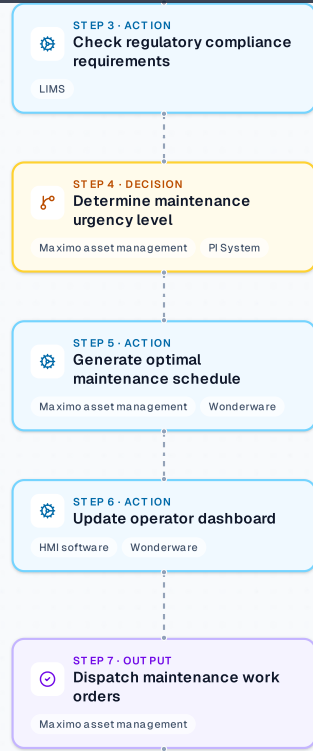 STEP 3 · ACTION
Check regulatory compliance
requirements
LIMS
STEP 4 · DECISION
Determine maintenance
urgency level
Maximo asset management PI System
STEP 5 · ACTION
Generate optimal
maintenance schedule
Maximo asset management Wonderware
STEP 6 · ACTION
Update operator dashboard
HMI software Wonderware
STEP 7 · OUTPUT
Dispatch maintenance work
orders
Maximo asset management